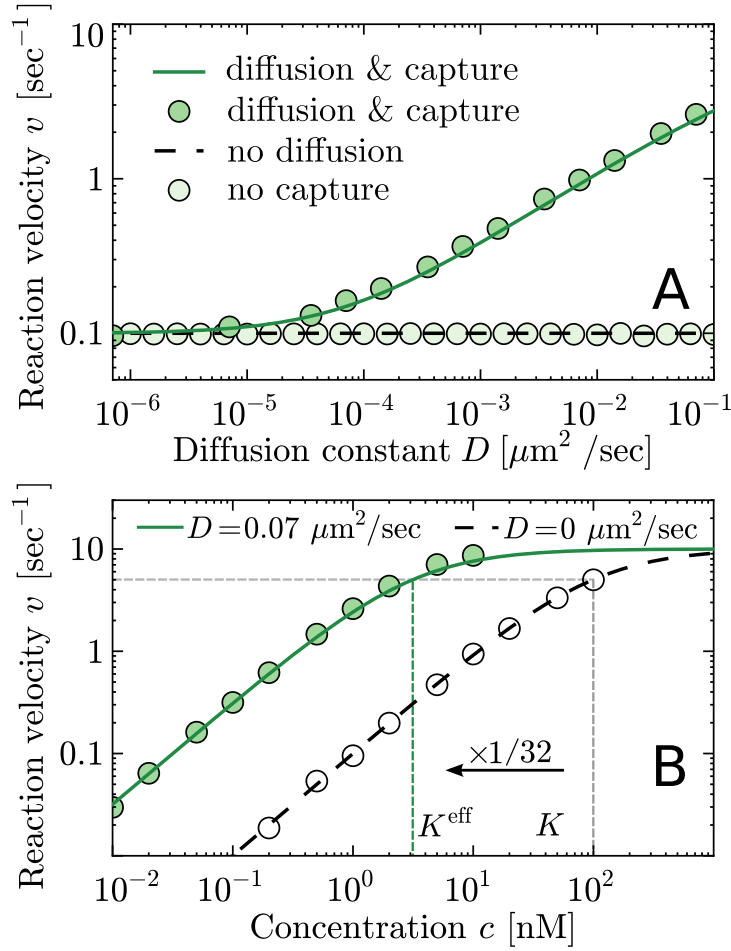 Reaction velocity v [sec⁻¹]
10
1
0.1
diffusion & capture
diffusion & capture
no diffusion
no capture
A
10⁻⁶ 10⁻⁵ 10⁻⁴ 10⁻³ 10⁻² 10⁻¹
Diffusion constant D [μm² /sec]
Reaction velocity v [sec⁻¹]
10
1
0.1
D=0.07 μm²/sec
D=0 μm²/sec
×1/32
B
K^eff
K
10⁻² 10⁻¹ 10⁰ 10¹ 10²
Concentration c [nM]